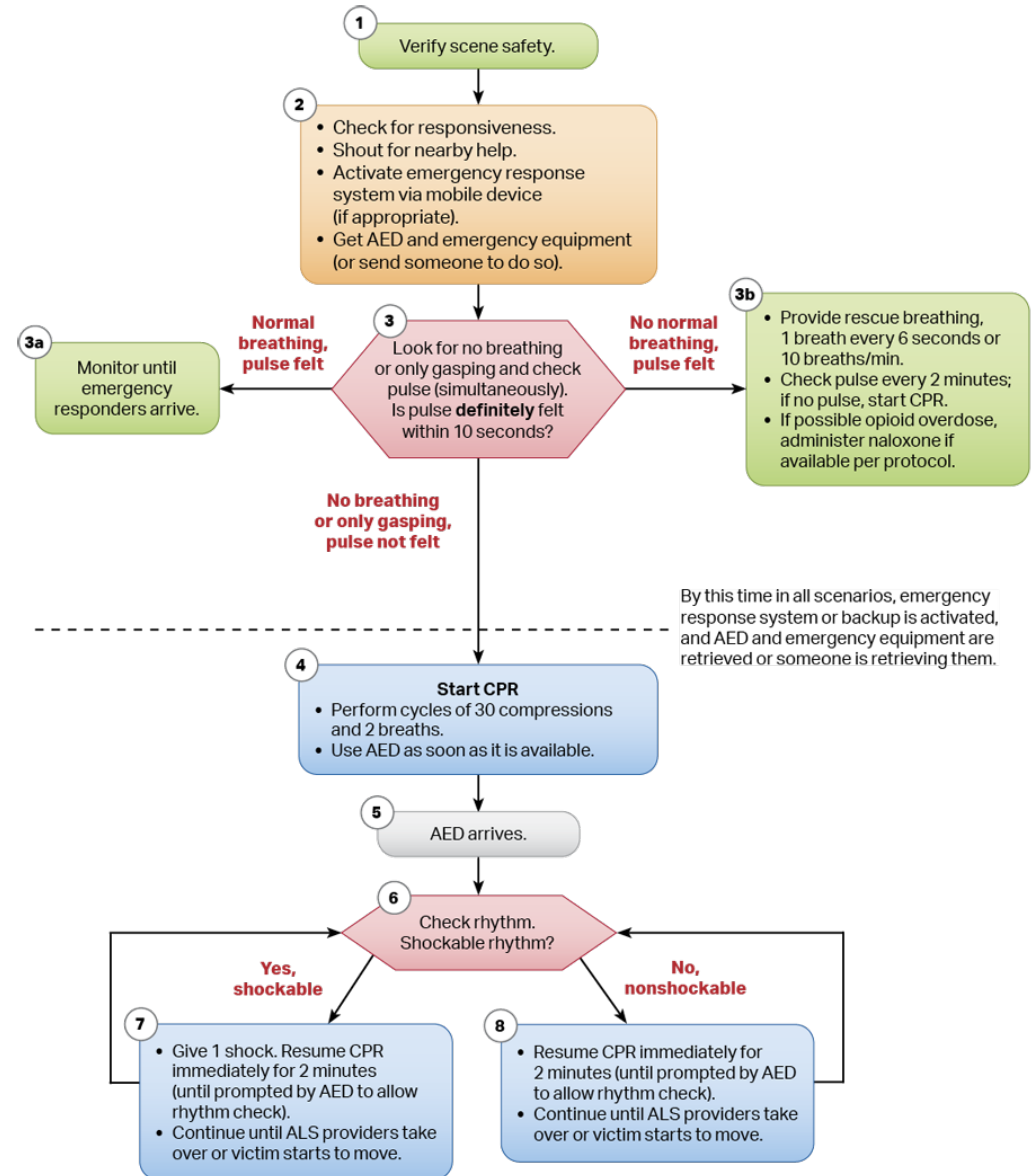 1
Verify scene safety.
2
• Check for responsiveness.
• Shout for nearby help.
• Activate emergency response
system via mobile device
(if appropriate).
• Get AED and emergency equipment
(or send someone to do so).
3
Look for no breathing
or only gasping and check
pulse (simultaneously).
Is pulse definitely felt
within 10 seconds?
Normal
breathing,
pulse felt
3a
Monitor until
emergency
responders arrive.
No normal
breathing,
pulse felt
3b
• Provide rescue breathing,
1 breath every 6 seconds or
10 breaths/min.
• Check pulse every 2 minutes;
if no pulse, start CPR.
• If possible opioid overdose,
administer naloxone if
available per protocol.
No breathing
or only gasping,
pulse not felt
By this time in all scenarios, emergency
response system or backup is activated,
and AED and emergency equipment are
retrieved or someone is retrieving them.
4
Start CPR
• Perform cycles of 30 compressions
and 2 breaths.
• Use AED as soon as it is available.
5
AED arrives.
6
Check rhythm.
Shockable rhythm?
Yes,
shockable
No,
nonshockable
7
• Give 1 shock. Resume CPR
immediately for 2 minutes
(until prompted by AED to allow
rhythm check).
• Continue until ALS providers take
over or victim starts to move.
8
• Resume CPR immediately for
2 minutes (until prompted by AED
to allow rhythm check).
• Continue until ALS providers take
over or victim starts to move.